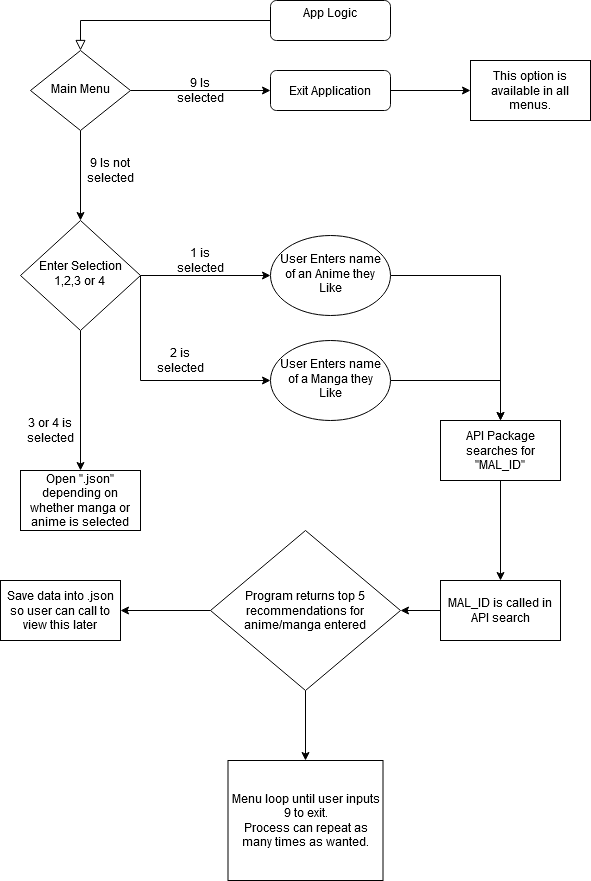 App Logic
Main Menu
9 Is
selected
Exit Application
This option is
available in all
menus.
9 Is not
selected
Enter Selection
1,2,3 or 4
1 is
selected
User Enters name
of an Anime they
Like
2 is
selected
User Enters name
of a Manga they
Like
3 or 4 is
selected
API Package
searches for
"MAL_ID"
Open ".json"
depending on
whether manga or
anime is selected
Save data into .json
so user can call to
view this later
Program returns top 5
recommendations for
anime/manga entered
MAL_ID is called in
API search
Menu loop until user inputs
9 to exit.
Process can repeat as
many times as wanted.